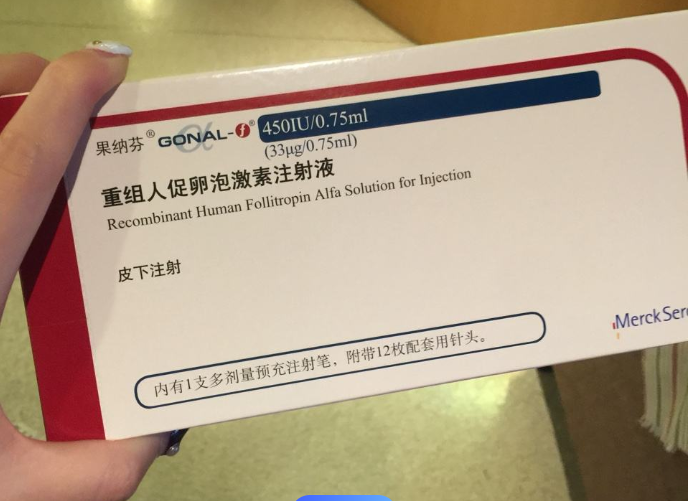 果纳芬® GONAL-f® 450IU/0.75ml
(33μg/0.75ml)
重组人促卵泡激素注射液
Recombinant Human Follitropin Alfa Solution for Injection
皮下注射
Merck Ser
内有1支多剂量预充注射笔，附带12枚配套用针头。